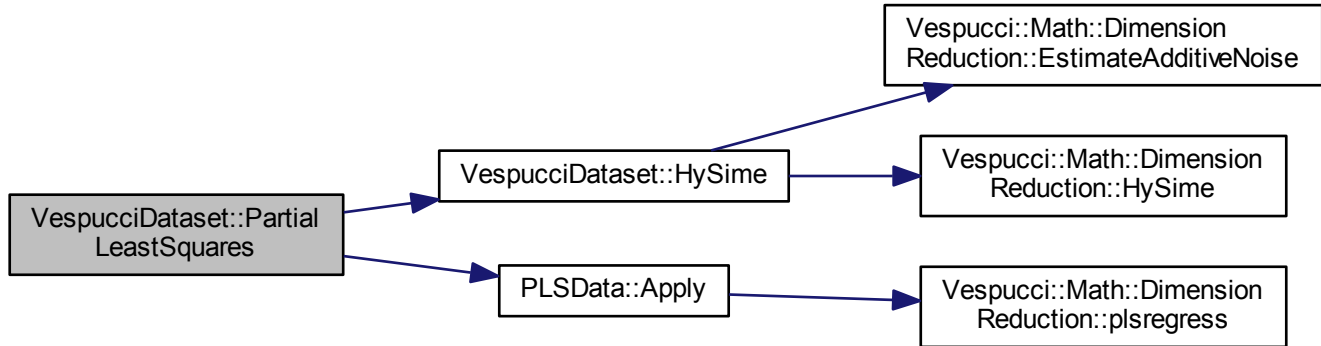 Vespucci::Math::Dimension
Reduction::EstimateAdditiveNoise
VespucciDataset::HySime
Vespucci::Math::Dimension
Reduction::HySime
VespucciDataset::Partial
LeastSquares
PLSData::Apply
Vespucci::Math::Dimension
Reduction::plsregress